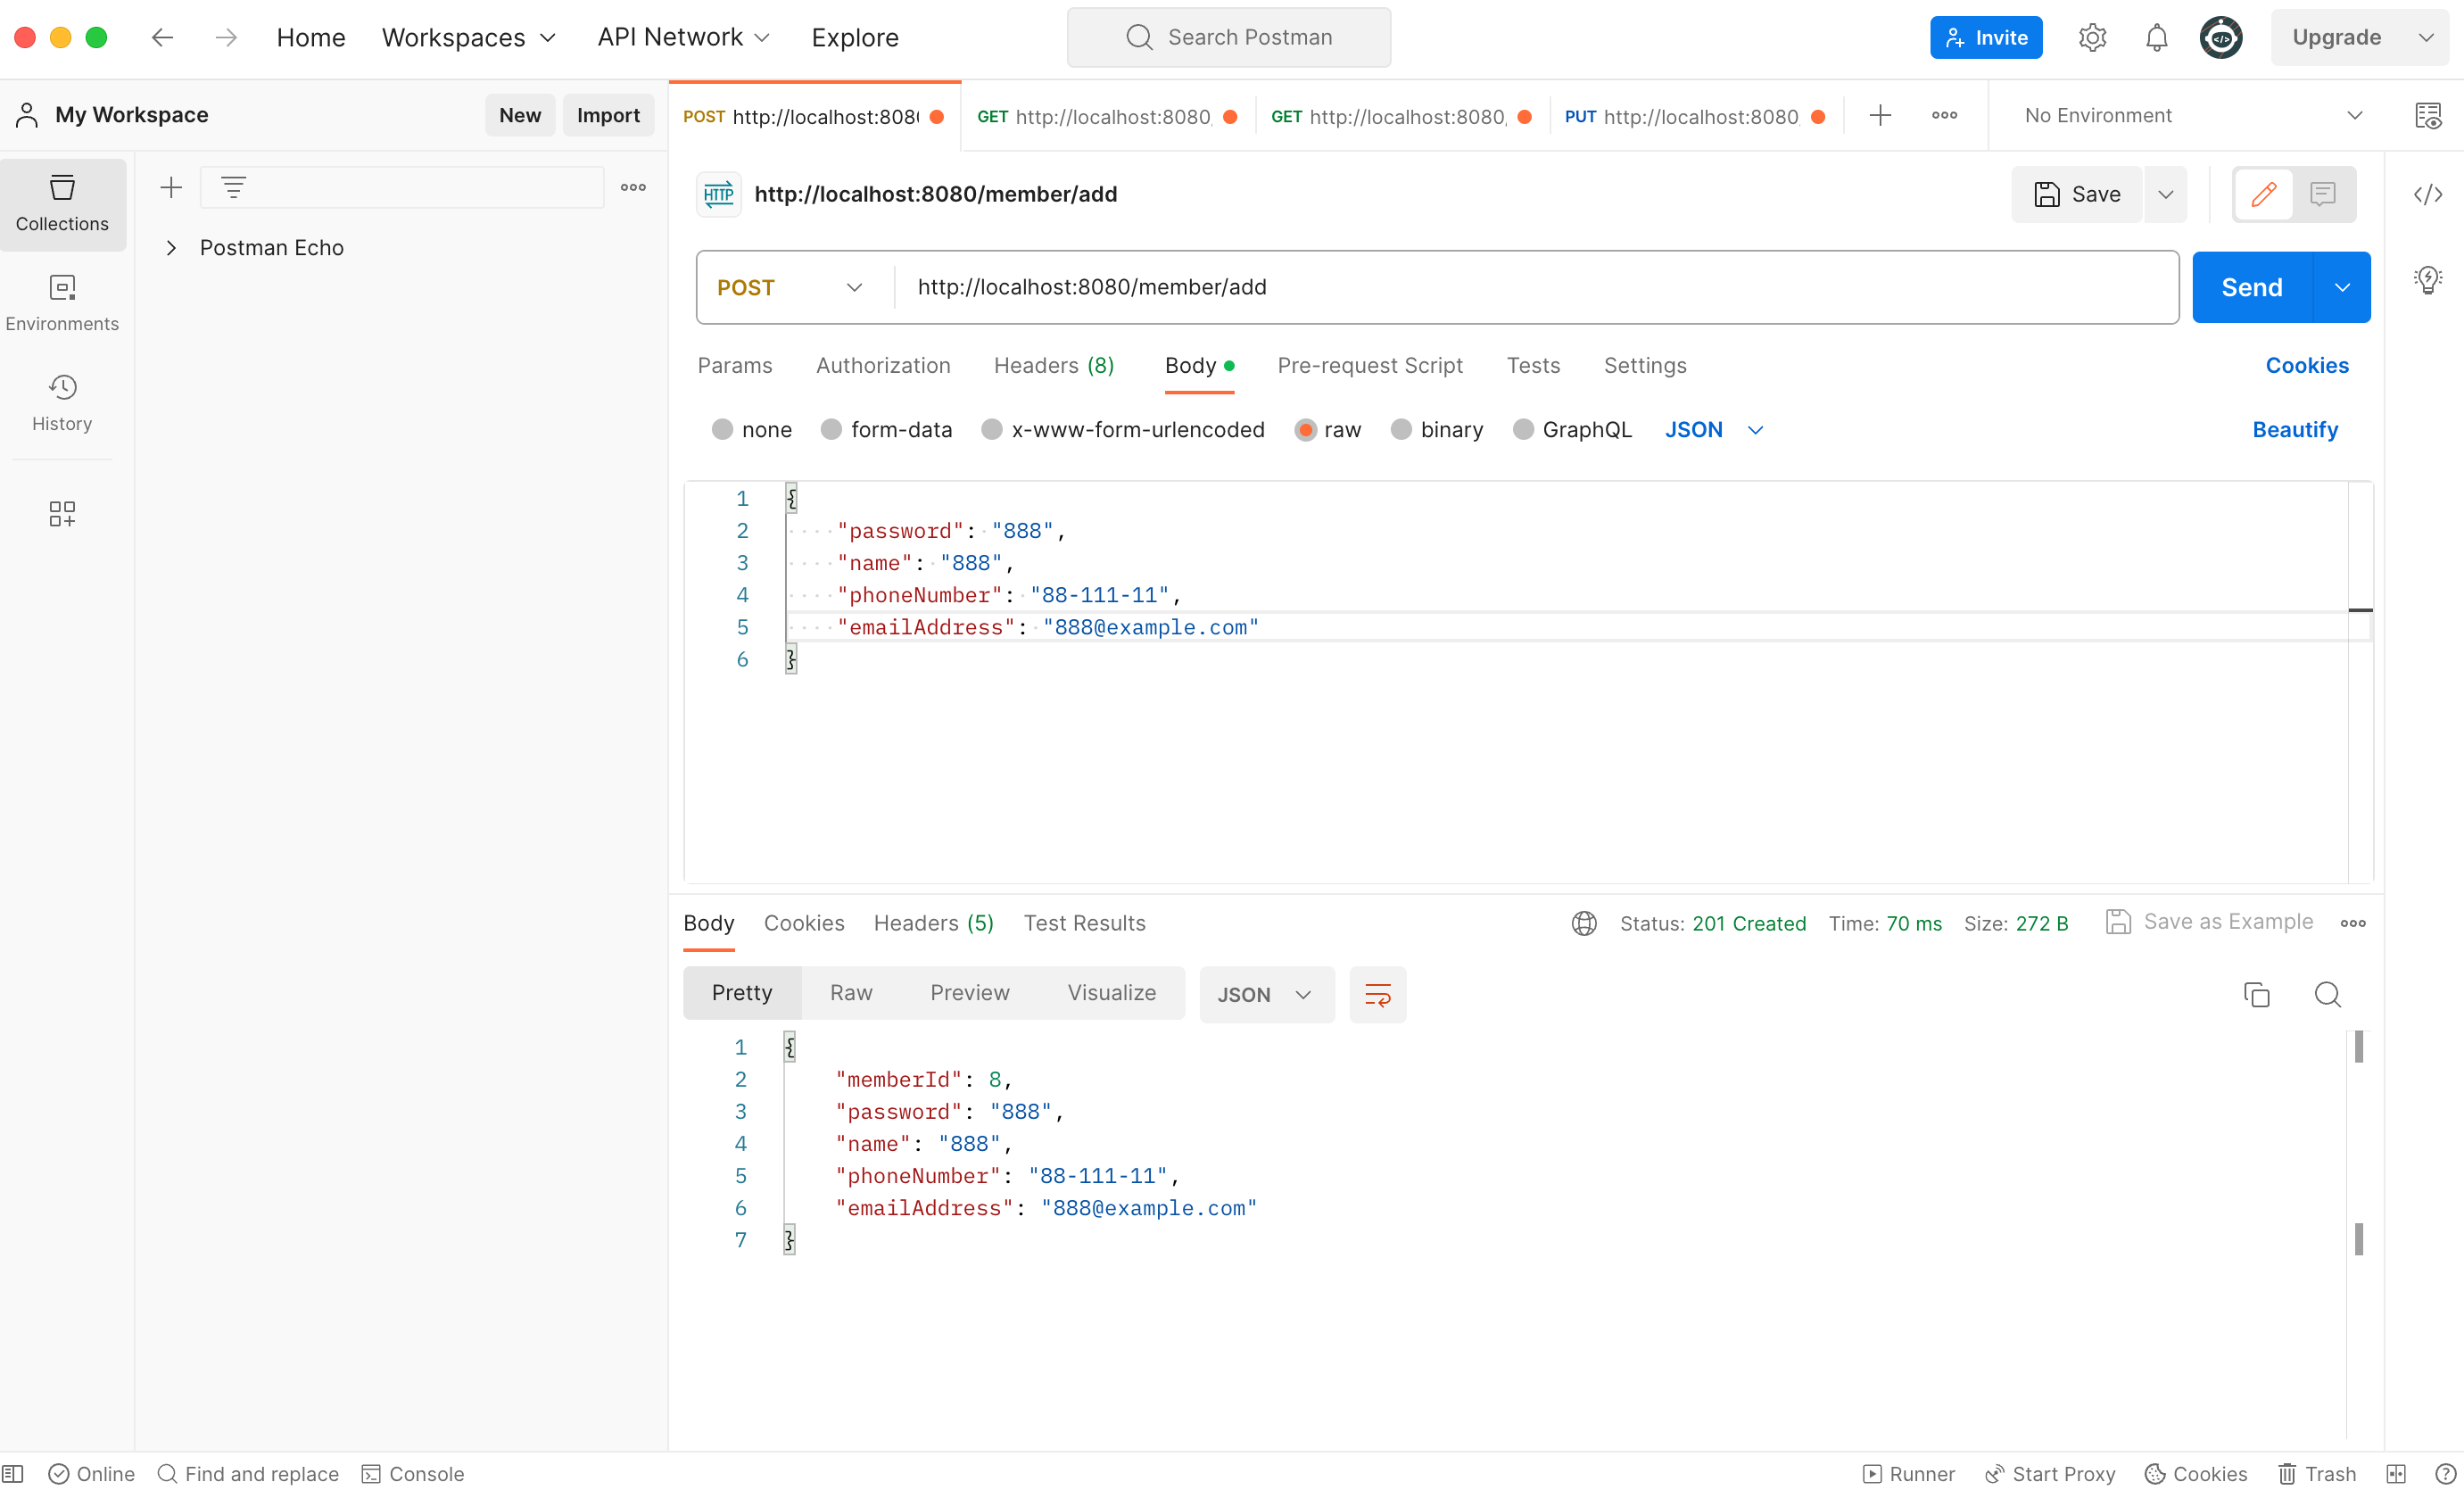 Home Workspaces API Network Explore Search Postman Invite Upgrade
My Workspace New Import
POST http://localhost:808 GET http://localhost:8080 GET http://localhost:8080 PUT http://localhost:8080 No Environment
Collections
Environments
History
Postman Echo
HTTP http://localhost:8080/member/add Save
POST http://localhost:8080/member/add Send
Params Authorization Headers (8) Body Pre-request Script Tests Settings Cookies
none form-data x-www-form-urlencoded raw binary GraphQL JSON Beautify
1 {
2 "password": "888",
3 "name": "888",
4 "phoneNumber": "88-111-11",
5 "emailAddress": "888@example.com"
6 }
Body Cookies Headers (5) Test Results Status: 201 Created Time: 70 ms Size: 272 B Save as Example
Pretty Raw Preview Visualize JSON
1 {
2 "memberId": 8,
3 "password": "888",
4 "name": "888",
5 "phoneNumber": "88-111-11",
6 "emailAddress": "888@example.com"
7 }
Online Find and replace Console Runner Start Proxy Cookies Trash